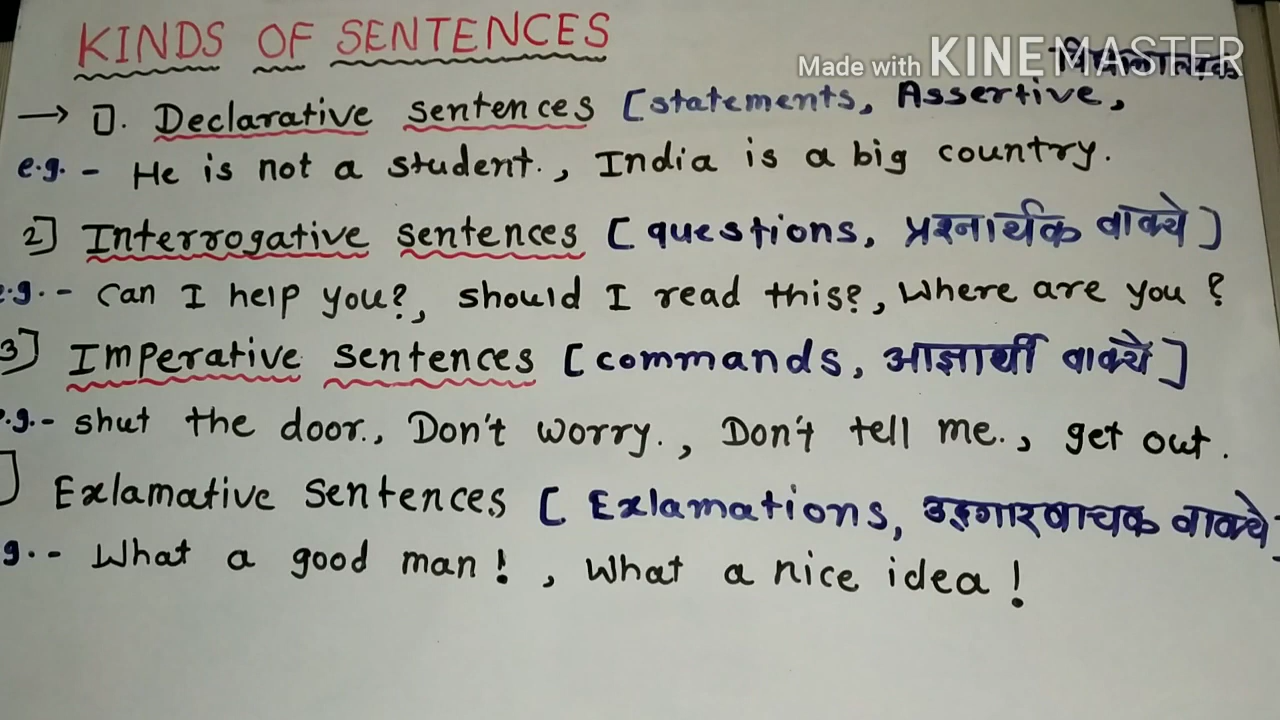 KINDS OF SENTENCES
Made with KINEMASTER
→ 1]. Declarative sentences [statements, Assertive,
e.g. - He is not a student., India is a big country.
2] Interrogative sentences [questions, प्रश्नार्थक वाक्ये]
e.g. - Can I help you?, should I read this?, Where are you?
3] Imperative sentences [commands, आज्ञार्थी वाक्ये]
e.g. - shut the door., Don't worry., Don't tell me., get out.
] Exlamative sentences [Exlamations, उद्गारवाचक वाक्ये]
g. - What a good man!, What a nice idea!